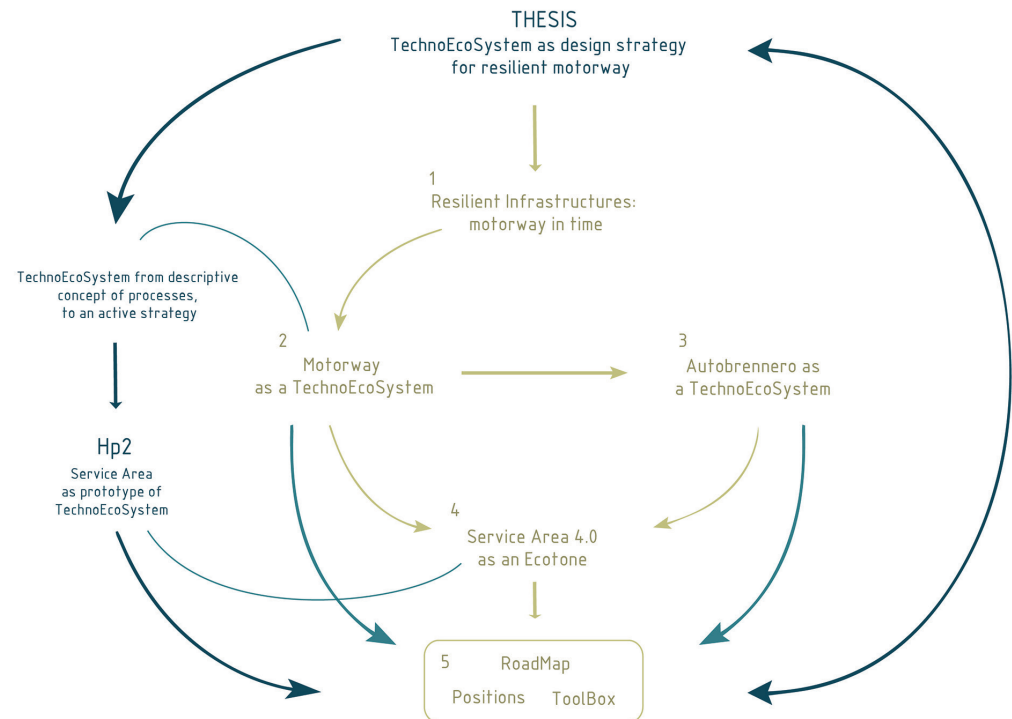 THESIS
TechnoEcoSystem as design strategy
for resilient motorway
1
Resilient Infrastructures:
motorway in time
TechnoEcoSystem from descriptive
concept of processes,
to an active strategy
2
Motorway
as a TechnoEcoSystem
3
Autobrennero as
a TechnoEcoSystem
Hp2
Service Area
as prototype of
TechnoEcoSystem
4
Service Area 4.0
as an Ecotone
5 RoadMap
Positions ToolBox